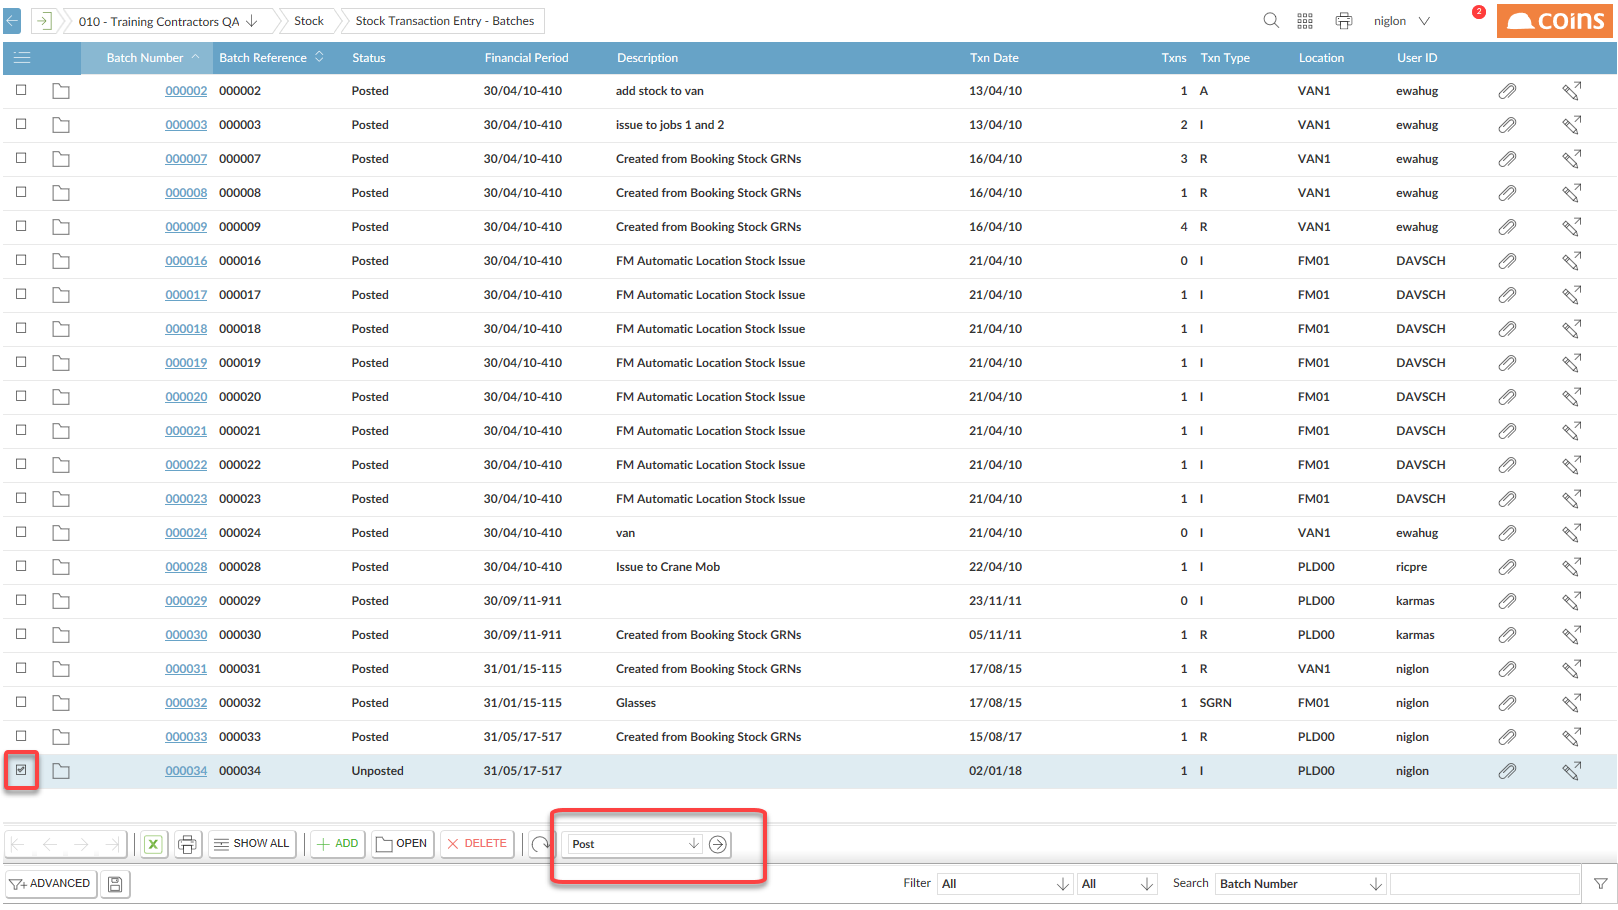 010 - Training Contractors QA Stock Stock Transaction Entry - Batches niglon 2 coins
Batch Number Batch Reference Status Financial Period Description Txn Date Txns Txn Type Location User ID
000002 000002 Posted 30/04/10-410 add stock to van 13/04/10 1 A VAN1 ewahug
000003 000003 Posted 30/04/10-410 issue to jobs 1 and 2 13/04/10 2 I VAN1 ewahug
000007 000007 Posted 30/04/10-410 Created from Booking Stock GRNs 16/04/10 3 R VAN1 ewahug
000008 000008 Posted 30/04/10-410 Created from Booking Stock GRNs 16/04/10 1 R VAN1 ewahug
000009 000009 Posted 30/04/10-410 Created from Booking Stock GRNs 16/04/10 4 R VAN1 ewahug
000016 000016 Posted 30/04/10-410 FM Automatic Location Stock Issue 21/04/10 0 I FM01 DAVSCH
000017 000017 Posted 30/04/10-410 FM Automatic Location Stock Issue 21/04/10 1 I FM01 DAVSCH
000018 000018 Posted 30/04/10-410 FM Automatic Location Stock Issue 21/04/10 1 I FM01 DAVSCH
000019 000019 Posted 30/04/10-410 FM Automatic Location Stock Issue 21/04/10 1 I FM01 DAVSCH
000020 000020 Posted 30/04/10-410 FM Automatic Location Stock Issue 21/04/10 1 I FM01 DAVSCH
000021 000021 Posted 30/04/10-410 FM Automatic Location Stock Issue 21/04/10 1 I FM01 DAVSCH
000022 000022 Posted 30/04/10-410 FM Automatic Location Stock Issue 21/04/10 1 I FM01 DAVSCH
000023 000023 Posted 30/04/10-410 FM Automatic Location Stock Issue 21/04/10 1 I FM01 DAVSCH
000024 000024 Posted 30/04/10-410 van 21/04/10 0 I VAN1 ewahug
000028 000028 Posted 30/04/10-410 Issue to Crane Mob 22/04/10 1 I PLD00 ricpre
000029 000029 Posted 30/09/11-911 23/11/11 0 I PLD00 karmas
000030 000030 Posted 30/09/11-911 Created from Booking Stock GRNs 05/11/11 1 R PLD00 karmas
000031 000031 Posted 31/01/15-115 Created from Booking Stock GRNs 17/08/15 1 R VAN1 niglon
000032 000032 Posted 31/01/15-115 Glasses 17/08/15 1 SGRN FM01 niglon
000033 000033 Posted 31/05/17-517 Created from Booking Stock GRNs 15/08/17 1 R PLD00 niglon
000034 000034 Unposted 31/05/17-517 02/01/18 1 I PLD00 niglon
X SHOW ALL ADD OPEN DELETE Post
ADVANCED Filter All All Search Batch Number